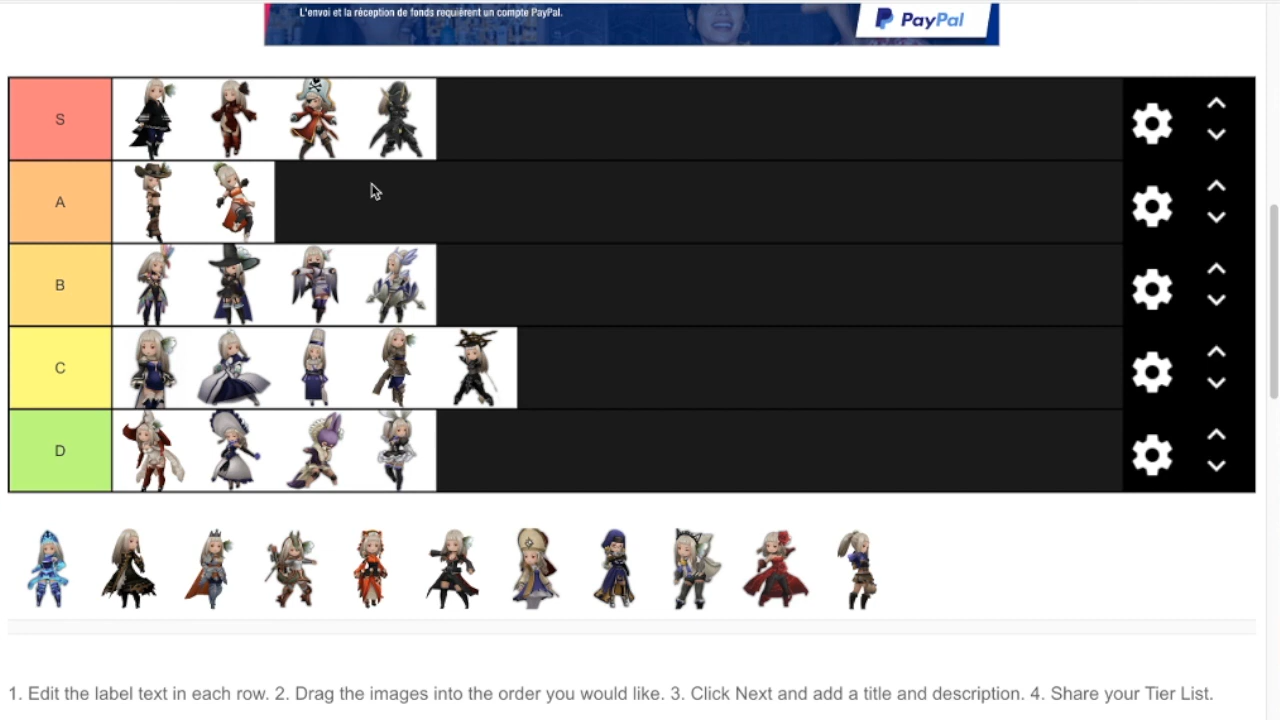 L'envoi et la réception de fonds requièrent un compte PayPal.
PayPal
S
A
B
C
D
1. Edit the label text in each row. 2. Drag the images into the order you would like. 3. Click Next and add a title and description. 4. Share your Tier List.